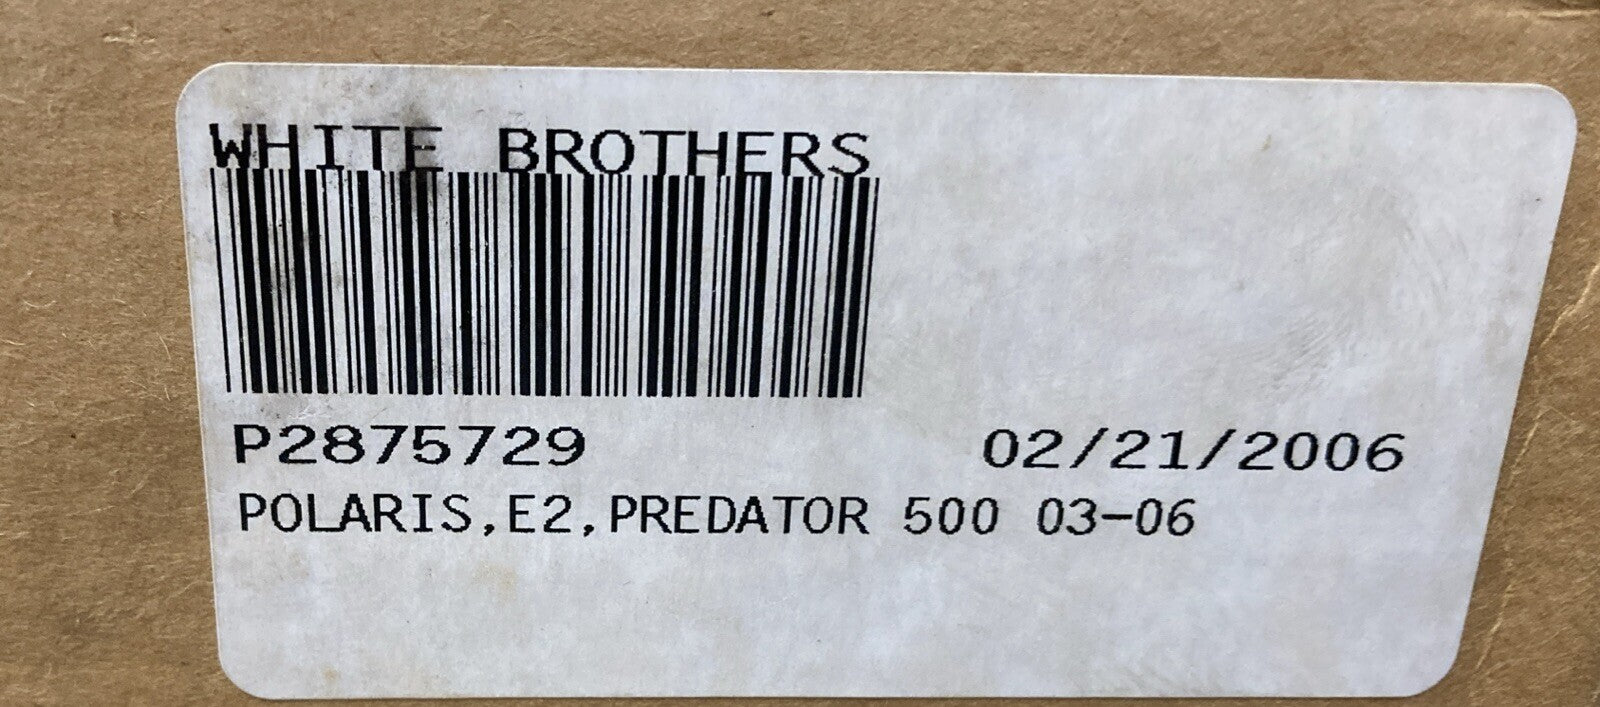 WHITE BROTHERS
P2875729 02/21/2006
POLARIS,E2,PREDATOR 500 03-06